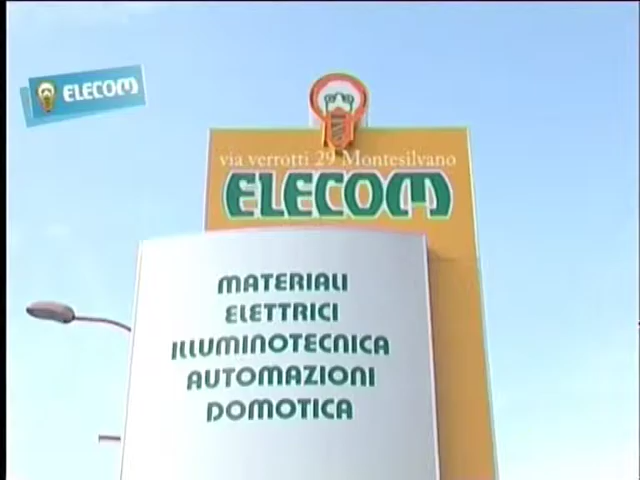 ELECOM
via verrotti 29 Montesilvano
ELECOM
MATERIALI
ELETTRICI
ILLUMINOTECNICA
AUTOMAZIONI
DOMOTICA